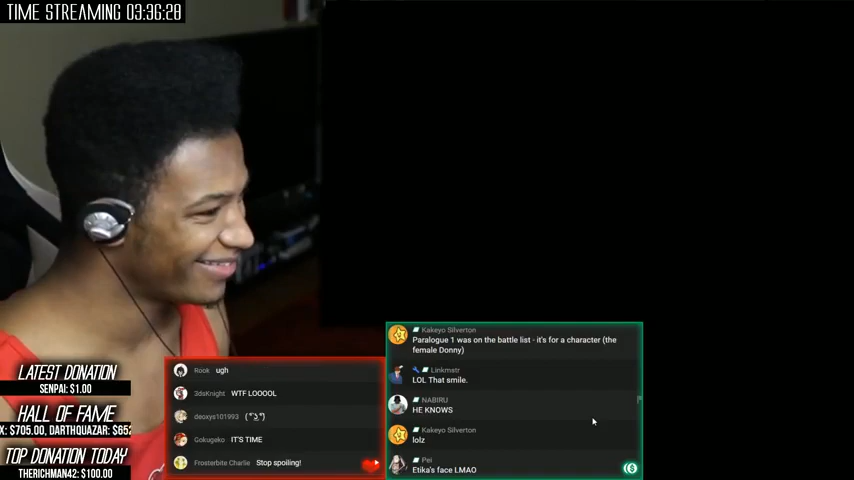 TIME STREAMING 03:36:28
Kakeyo Silverton
Paralogue 1 was on the battle list - it's for a character (the
female Donny)
Linkmstr
LOL That smile.
NABIRU
HE KNOWS
Kakeyo Silverton
lolz
Pei
Etika's face LMAO
Rook ugh
3dsKnight WTF LOOOOL
deoxys101993 ( ͡° ͜ʖ ͡°)
Gokugeko IT'S TIME
Frosterbite Charlie Stop spoiling!
LATEST DONATION
SENPAI: $1.00
HALL OF FAME
X: $705.00, DARTHQUAZAR: $652
TOP DONATION TODAY
THERICHMAN42: $100.00